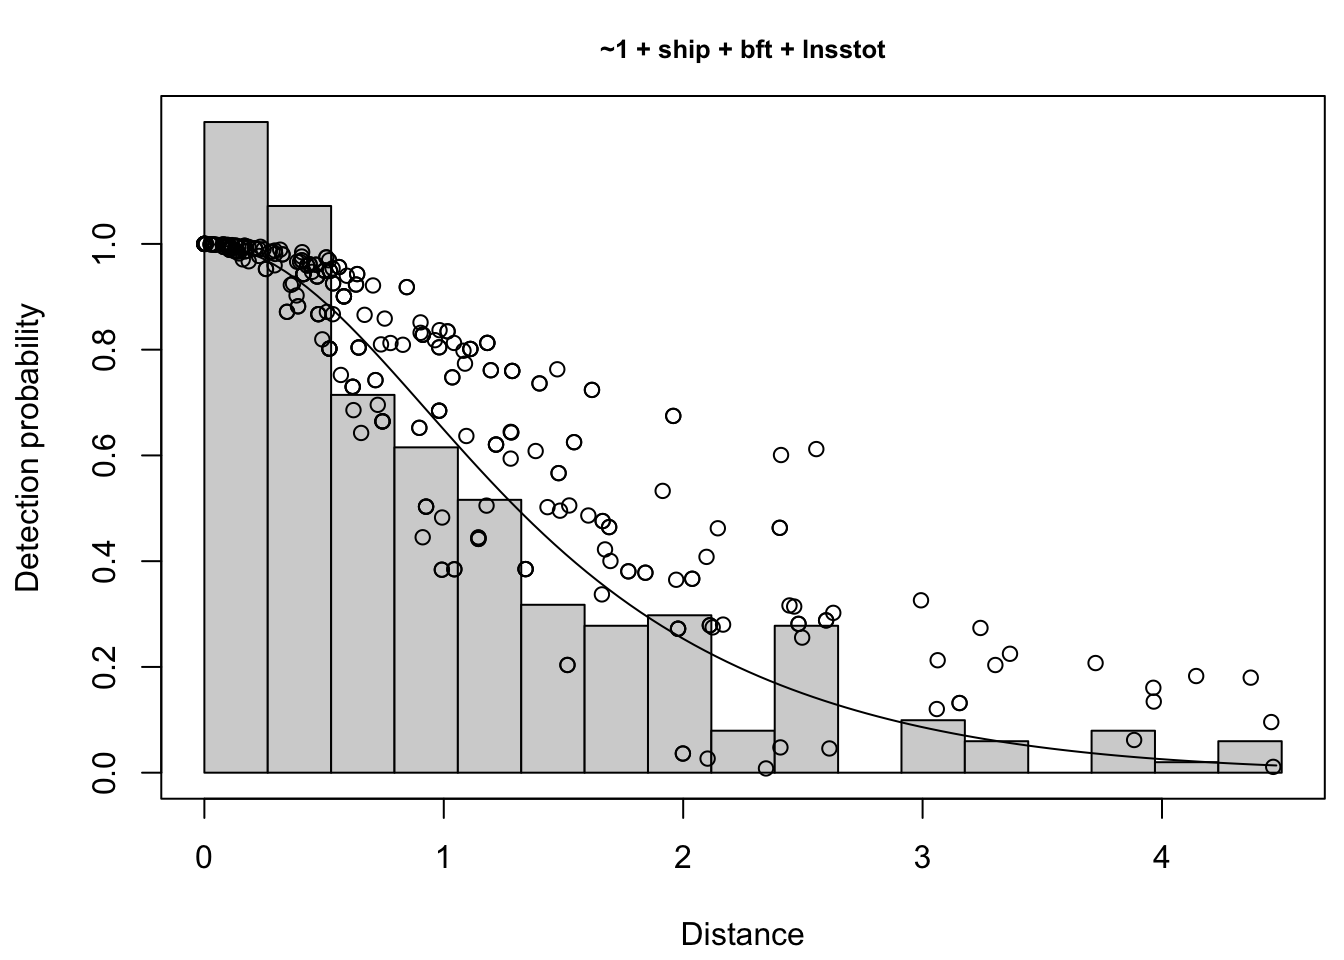 ~1 + ship + bft + lnsstot
Detection probability
1.0
0.8
0.6
0.4
0.2
0.0
0 1 2 3 4
Distance